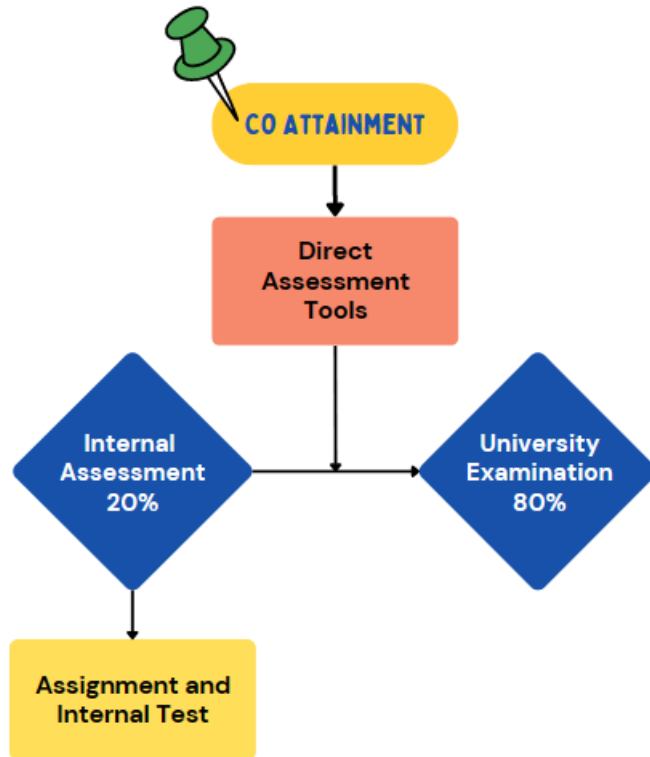 CO ATTAINMENT
Direct
Assessment
Tools
Internal
Assessment
20%
University
Examination
80%
Assignment and
Internal Test